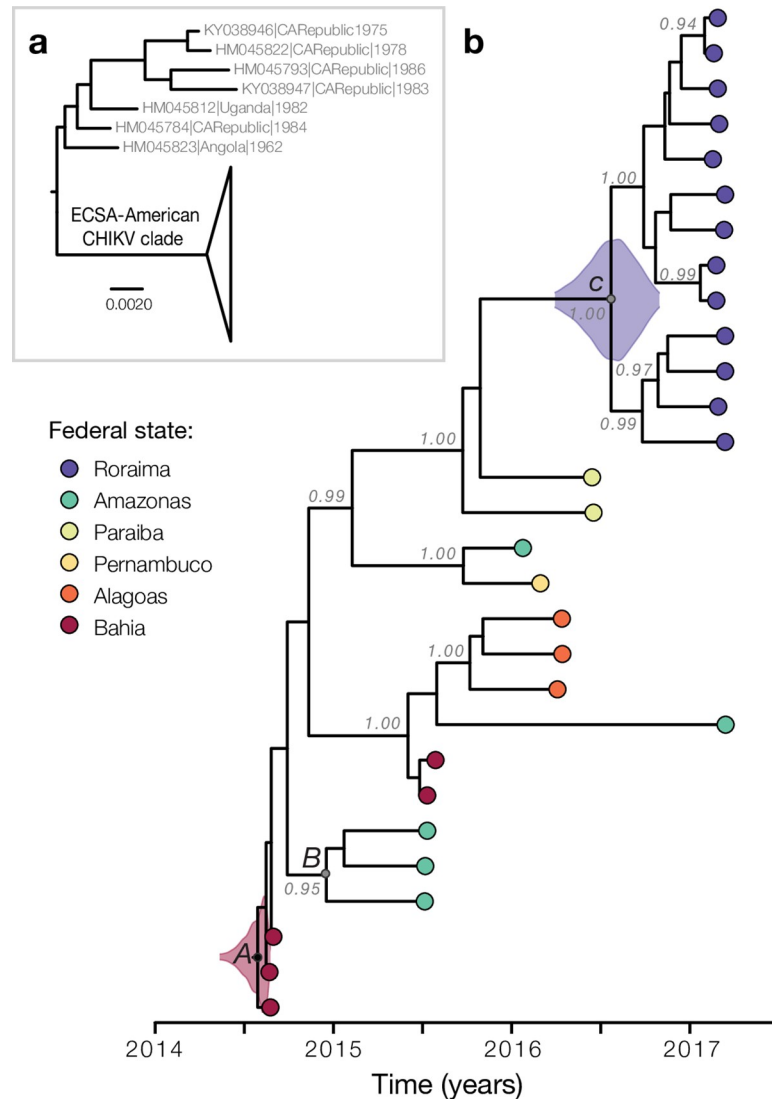 a
KY038946|CARepublic1975
HM045822|CARepublic|1978
HM045793|CARepublic|1986
KY038947|CARepublic|1983
HM045812|Uganda|1982
HM045784|CARepublic|1984
HM045823|Angola|1962
ECSA-American
CHIKV clade
0.0020
b
0.94
1.00
0.99
C
1.00
0.97
0.99
1.00
0.99
1.00
1.00
1.00
B
0.95
A
Federal state:
Roraima
Amazonas
Paraiba
Pernambuco
Alagoas
Bahia
2014 2015 2016 2017
Time (years)